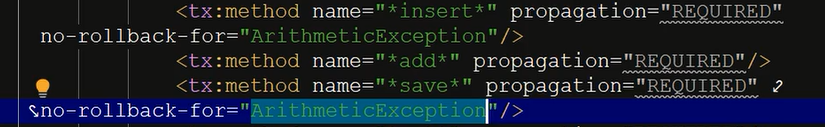 <tx:method name="*insert*" propagation="REQUIRED"
no-rollback-for="ArithmeticException"/>
<tx:method name="*add*" propagation="REQUIRED"/>
<tx:method name="*save*" propagation="REQUIRED"
no-rollback-for="ArithmeticException"/>